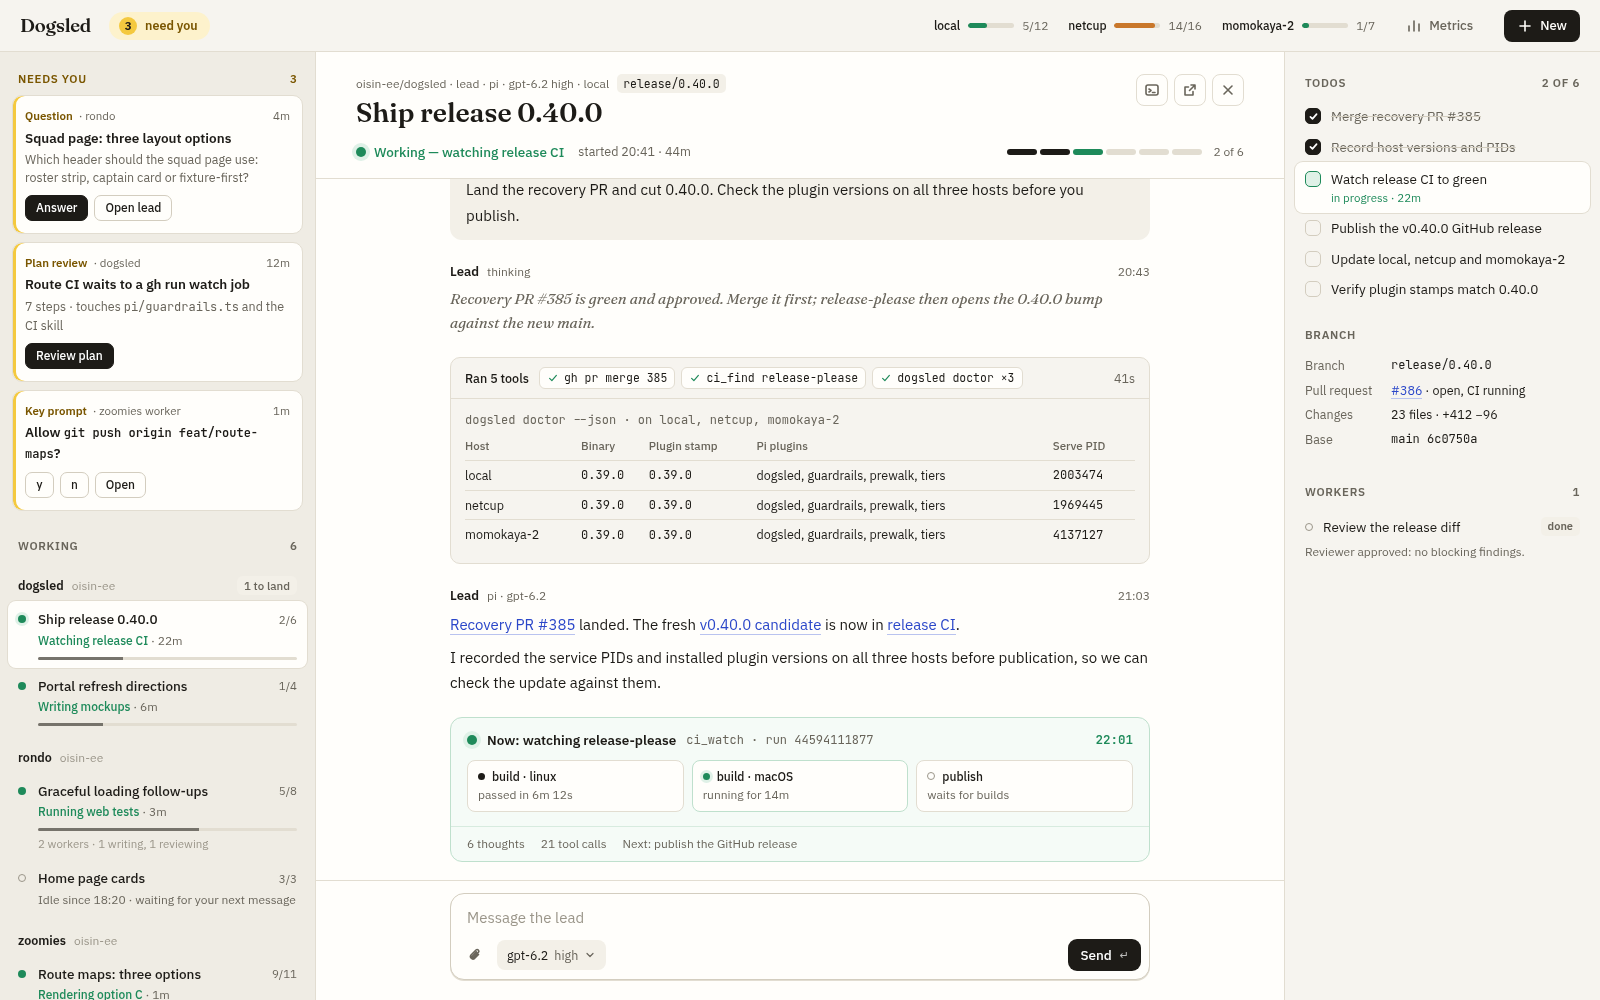 Dogsled
3 need you
local 5/12 netcup 14/16 momokaya-2 1/7 Metrics + New
NEEDS YOU 3
Question · rondo 4m
Squad page: three layout options
Which header should the squad page use:
roster strip, captain card or fixture-first?
Answer Open lead
Plan review · dogsled 12m
Route CI waits to a gh run watch job
7 steps · touches pi/guardrails.ts and the
CI skill
Review plan
Key prompt · zoomies worker 1m
Allow git push origin feat/route-
maps?
y n Open
WORKING 6
dogsled oisin-ee 1 to land
Ship release 0.40.0 2/6
Watching release CI · 22m
Portal refresh directions 1/4
Writing mockups · 6m
rondo oisin-ee
Graceful loading follow-ups 5/8
Running web tests · 3m
2 workers · 1 writing, 1 reviewing
Home page cards 3/3
Idle since 18:20 · waiting for your next message
zoomies oisin-ee
Route maps: three options 9/11
Rendering option C · 1m
oisin-ee/dogsled · lead · pi · gpt-6.2 high · local release/0.40.0
Ship release 0.40.0
Working — watching release CI started 20:41 · 44m 2 of 6
Land the recovery PR and cut 0.40.0. Check the plugin versions on all three hosts before you
publish.
Lead thinking 20:43
Recovery PR #385 is green and approved. Merge it first; release-please then opens the 0.40.0 bump
against the new main.
Ran 5 tools gh pr merge 385 ci_find release-please dogsled doctor ×3 41s
dogsled doctor --json · on local, netcup, momokaya-2
Host Binary Plugin stamp Pi plugins Serve PID
local 0.39.0 0.39.0 dogsled, guardrails, prewalk, tiers 2003474
netcup 0.39.0 0.39.0 dogsled, guardrails, prewalk, tiers 1969445
momokaya-2 0.39.0 0.39.0 dogsled, guardrails, prewalk, tiers 4137127
Lead pi · gpt-6.2 21:03
Recovery PR #385 landed. The fresh v0.40.0 candidate is now in release CI.
I recorded the service PIDs and installed plugin versions on all three hosts before publication, so we can
check the update against them.
Now: watching release-please ci_watch · run 44594111877 22:01
build · linux
passed in 6m 12s
build · macOS
running for 14m
publish
waits for builds
6 thoughts 21 tool calls Next: publish the GitHub release
Message the lead
gpt-6.2 high Send ↵
TODOS 2 OF 6
Merge recovery PR #385
Record host versions and PIDs
Watch release CI to green
in progress · 22m
Publish the v0.40.0 GitHub release
Update local, netcup and momokaya-2
Verify plugin stamps match 0.40.0
BRANCH
Branch release/0.40.0
Pull request #386 · open, CI running
Changes 23 files · +412 −96
Base main 6c0750a
WORKERS 1
Review the release diff done
Reviewer approved: no blocking findings.